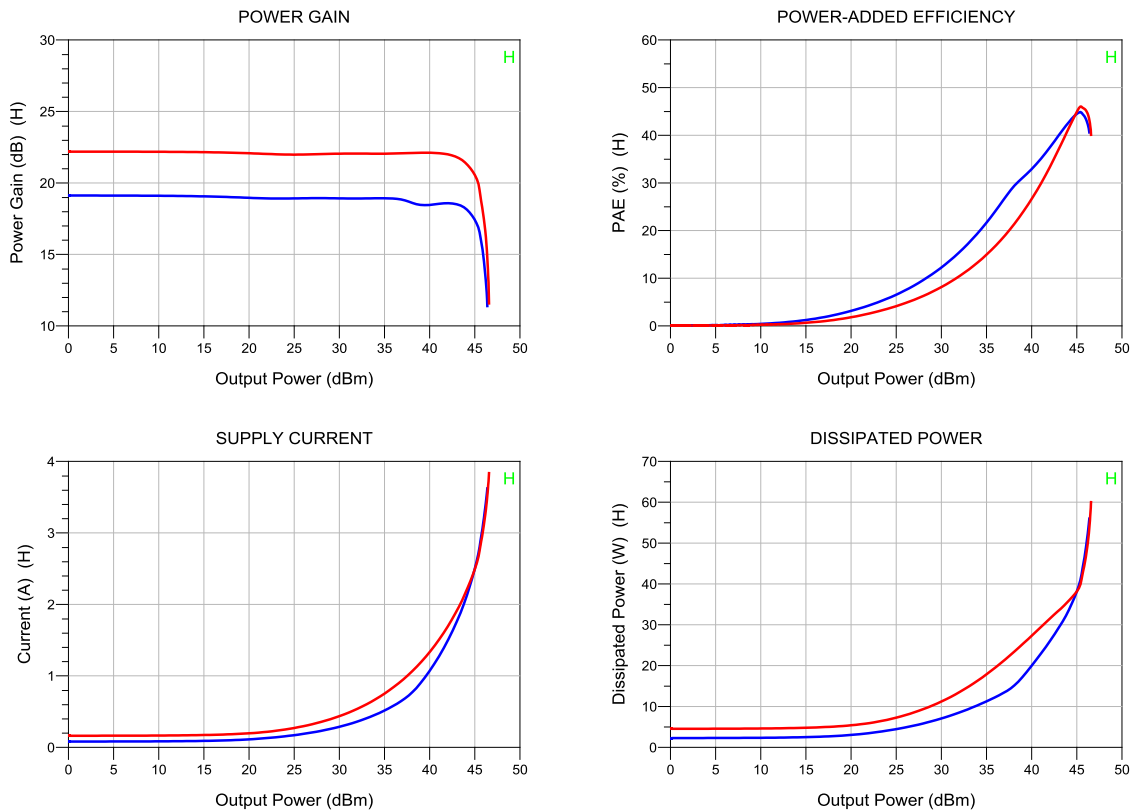 POWER GAIN
Power Gain (dB) (H)
30
25
20
15
10
H
0 5 10 15 20 25 30 35 40 45 50
Output Power (dBm)
POWER-ADDED EFFICIENCY
PAE (%) (H)
60
50
40
30
20
10
0
H
0 5 10 15 20 25 30 35 40 45 50
Output Power (dBm)
SUPPLY CURRENT
Current (A) (H)
4
3
2
1
0
H
0 5 10 15 20 25 30 35 40 45 50
Output Power (dBm)
DISSIPATED POWER
Dissipated Power (W) (H)
70
60
50
40
30
20
10
0
H
0 5 10 15 20 25 30 35 40 45 50
Output Power (dBm)